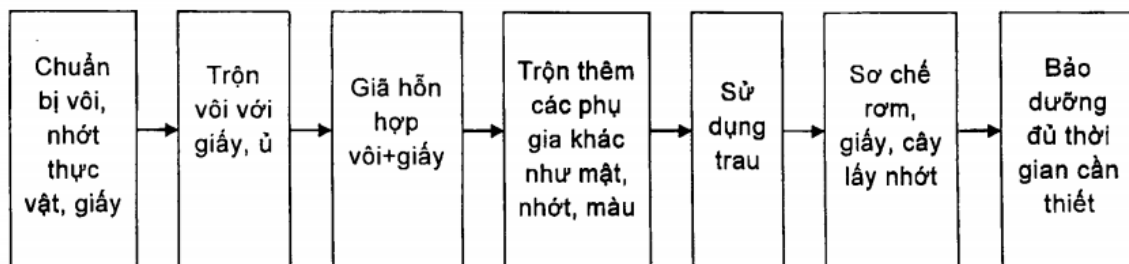 Chuẩn
bị vôi,
nhớt
thực
vật, giấy
Trộn
vôi với
giấy, ủ
Giã hỗn
hợp
vôi+giấy
Trộn thêm
các phụ
gia khác
như mật,
nhớt, màu
Sử
dụng
trau
Sơ chế
rơm,
giấy, cây
lấy nhớt
Bảo
dưỡng
đủ thời
gian cần
thiết